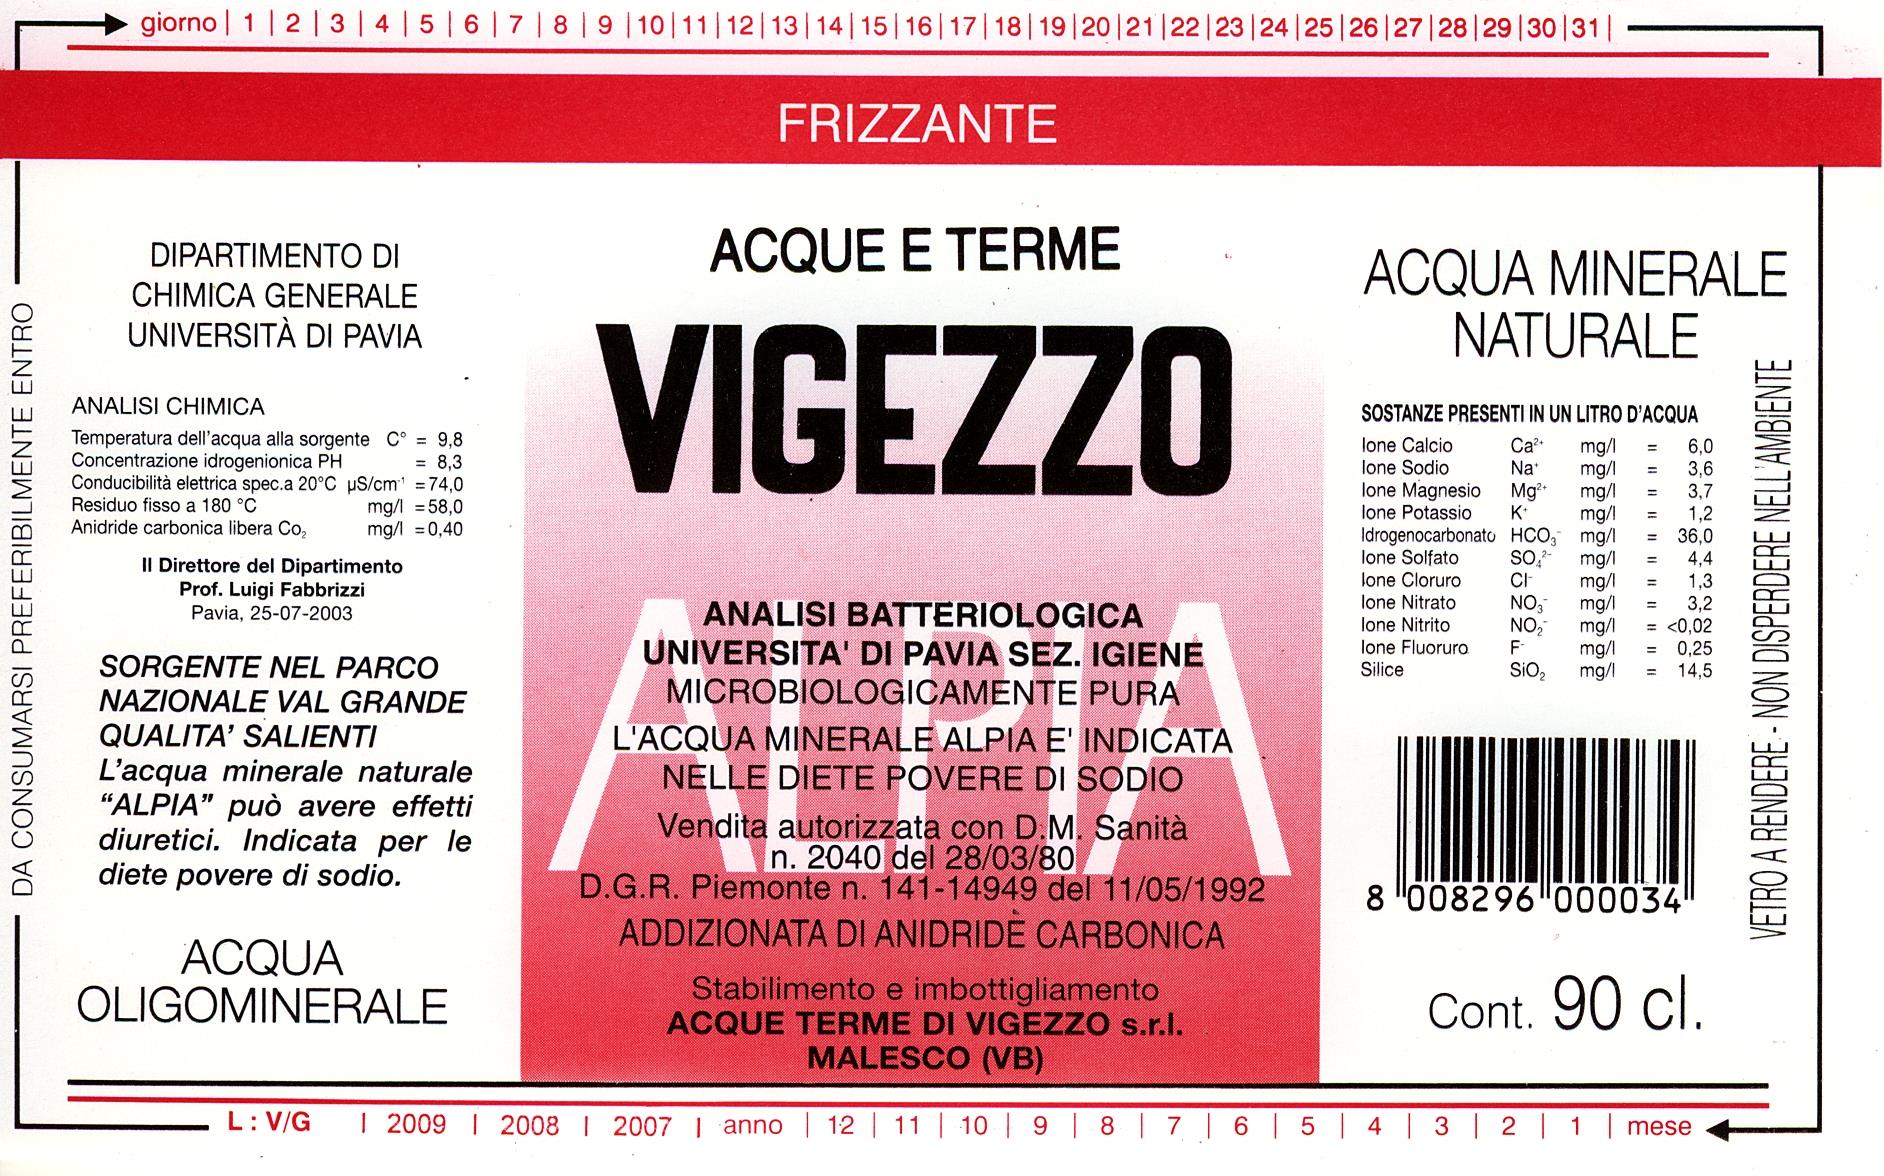 giorno | 1 | 2 | 3 | 4 | 5 | 6 | 7 | 8 | 9 |10|11|12|13|14|15|16|17|18|19|20|21|22|23|24|25|26|27|28|29|30|31|
FRIZZANTE
DA CONSUMARSI PREFERIBILMENTE ENTRO
DIPARTIMENTO DI
CHIMICA GENERALE
UNIVERSITÀ DI PAVIA
ANALISI CHIMICA
Temperatura dell'acqua alla sorgente C° = 9,8
Concentrazione idrogenionica PH = 8,3
Conducibilità elettrica spec.a 20°C µS/cm⁻¹ =74,0
Residuo fisso a 180 °C mg/l =58,0
Anidride carbonica libera Co₂ mg/l =0,40
Il Direttore del Dipartimento
Prof. Luigi Fabbrizzi
Pavia, 25-07-2003
SORGENTE NEL PARCO
NAZIONALE VAL GRANDE
QUALITA’ SALIENTI
L’acqua minerale naturale
“ALPIA” può avere effetti
diuretici. Indicata per le
diete povere di sodio.
ACQUA
OLIGOMINERALE
ACQUE E TERME
VIGEZZO
ALPIA
ANALISI BATTERIOLOGICA
UNIVERSITA' DI PAVIA SEZ. IGIENE
MICROBIOLOGICAMENTE PURA
L'ACQUA MINERALE ALPIA E' INDICATA
NELLE DIETE POVERE DI SODIO
Vendita autorizzata con D.M. Sanità
n. 2040 del 28/03/80
D.G.R. Piemonte n. 141-14949 del 11/05/1992
ADDIZIONATA DI ANIDRIDE CARBONICA
Stabilimento e imbottigliamento
ACQUE TERME DI VIGEZZO s.r.l.
MALESCO (VB)
ACQUA MINERALE
NATURALE
SOSTANZE PRESENTI IN UN LITRO D’ACQUA
Ione Calcio Ca²⁺ mg/l = 6,0
Ione Sodio Na⁺ mg/l = 3,6
Ione Magnesio Mg²⁺ mg/l = 3,7
Ione Potassio K⁺ mg/l = 1,2
Idrogenocarbonato HCO₃⁻ mg/l = 36,0
Ione Solfato SO₄²⁻ mg/l = 4,4
Ione Cloruro Cl⁻ mg/l = 1,3
Ione Nitrato NO₃⁻ mg/l = 3,2
Ione Nitrito NO₂⁻ mg/l = <0,02
Ione Fluoruro F⁻ mg/l = 0,25
Silice SiO₂ mg/l = 14,5
8 008296 000034
Cont. 90 cl.
VETRO A RENDERE - NON DISPERDERE NELL'AMBIENTE
L : V/G | 2009 | 2008 | 2007 | anno | 12 | 11 | 10 | 9 | 8 | 7 | 6 | 5 | 4 | 3 | 2 | 1 | mese